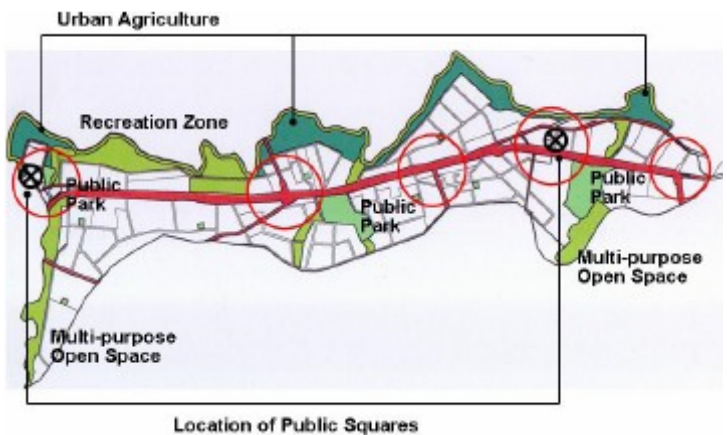 Urban Agriculture
Recreation Zone
Public
Park
Public
Park
Public
Park
Multi-purpose
Open Space
Multi-purpose
Open Space
Location of Public Squares